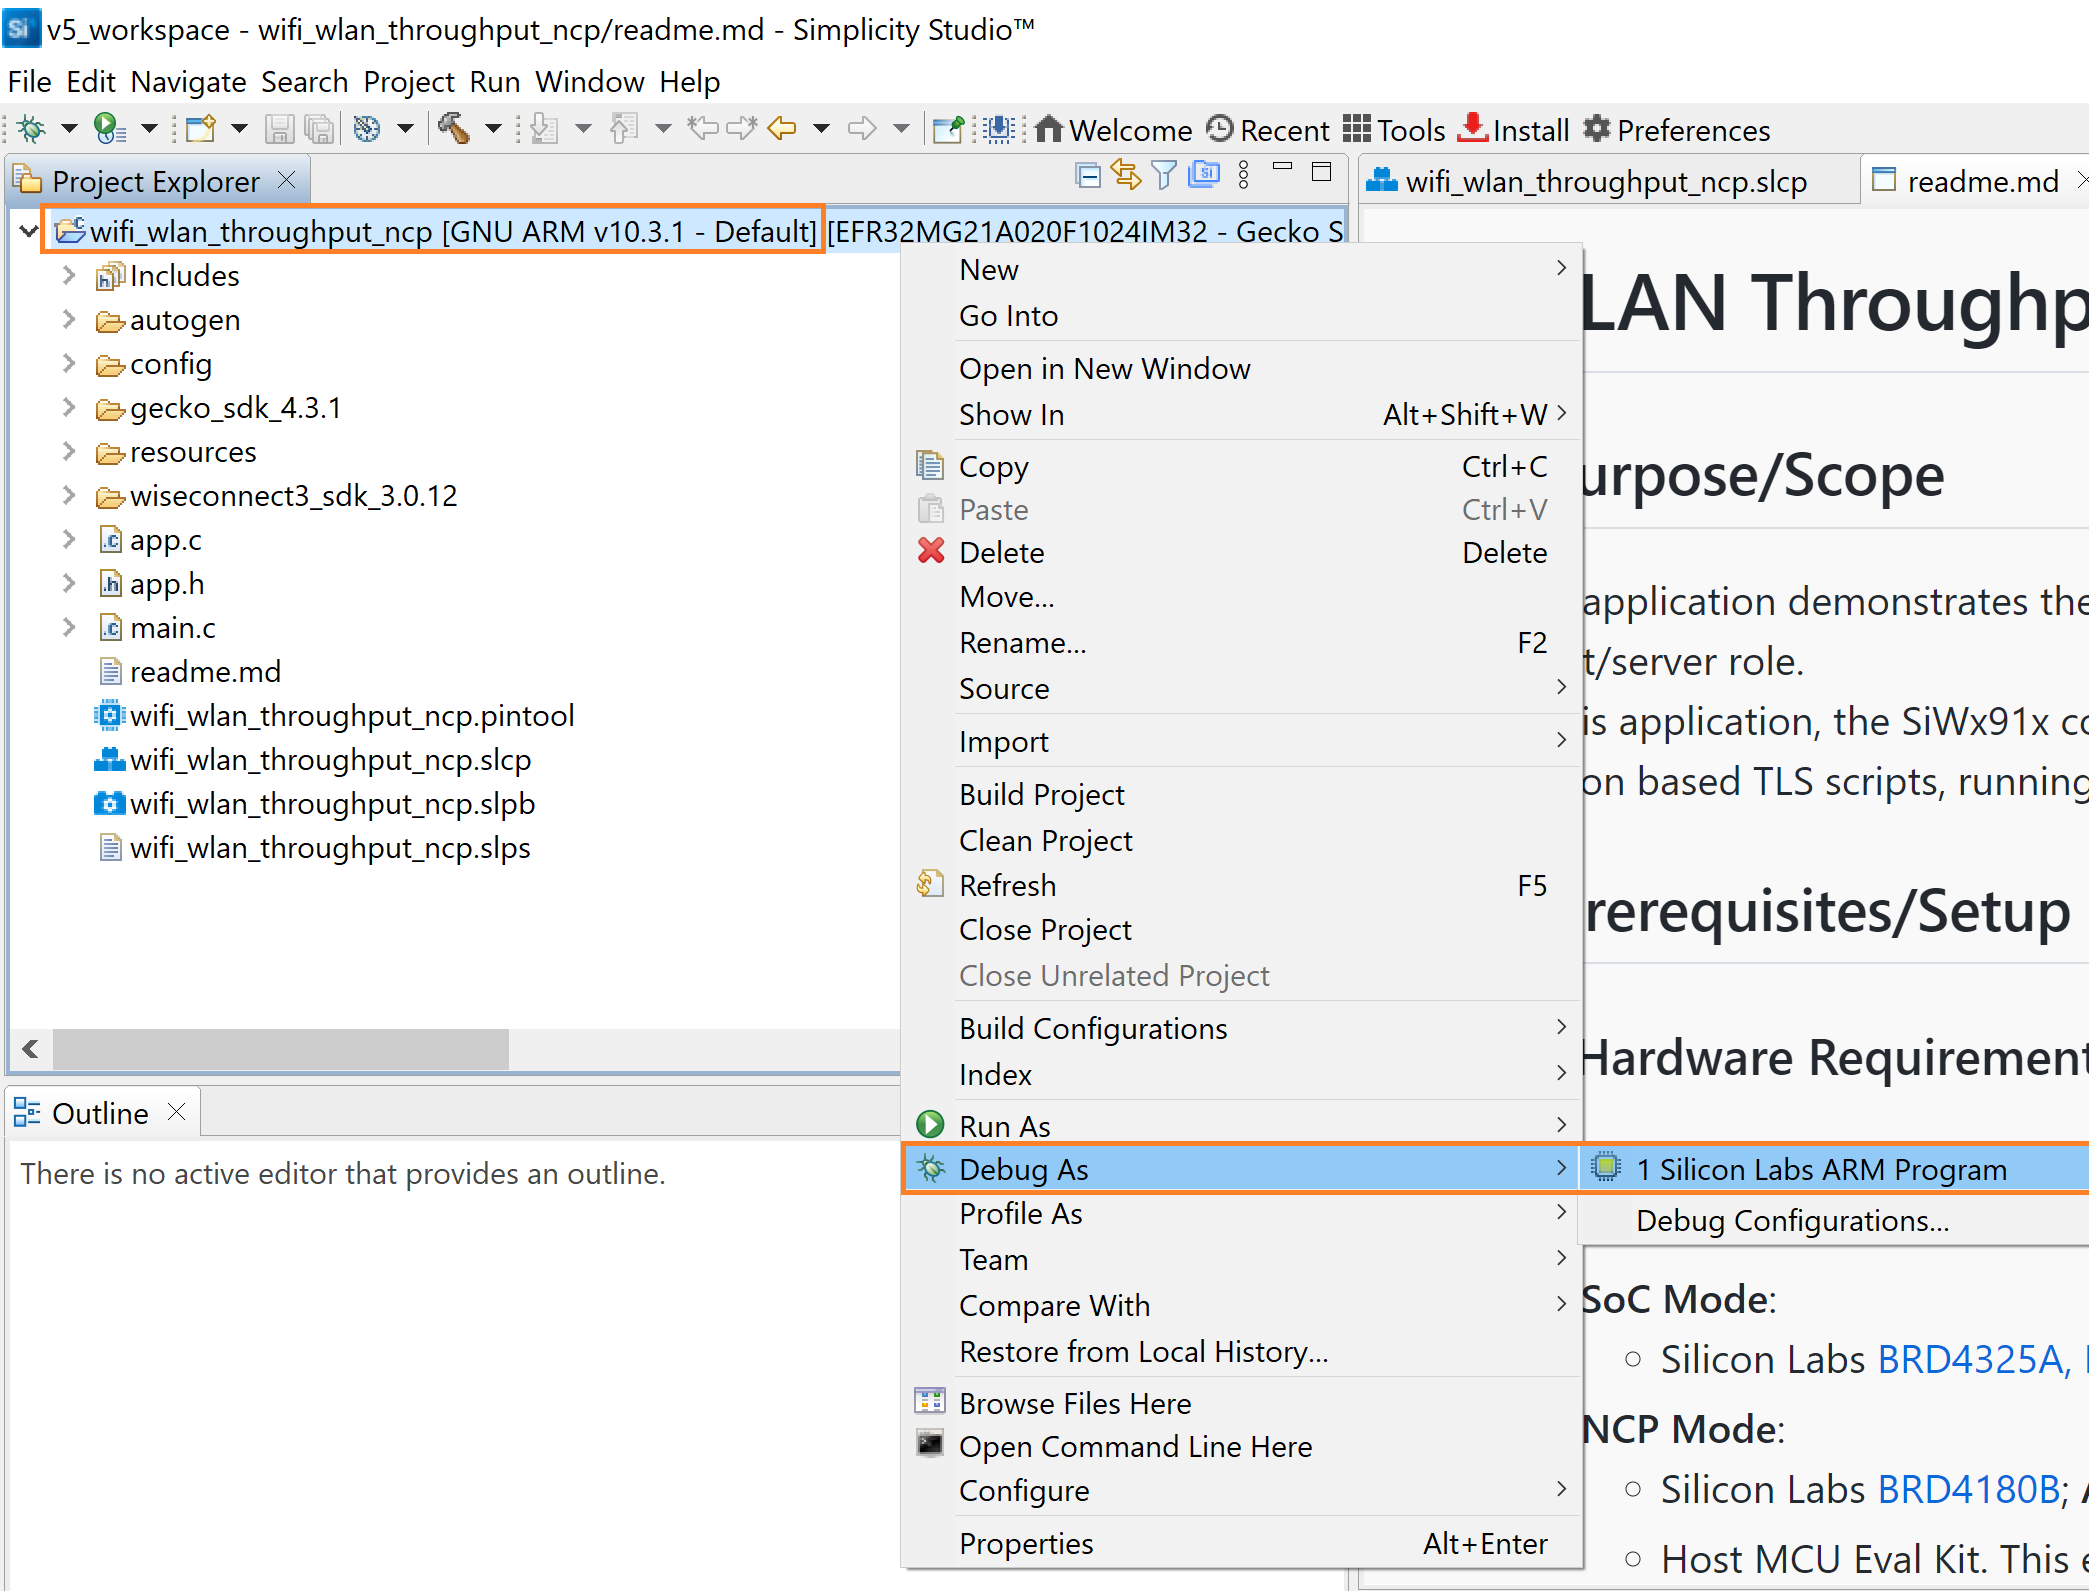 v5_workspace - wifi_wlan_throughput_ncp/readme.md - Simplicity Studio™
File Edit Navigate Search Project Run Window Help
Welcome Recent Tools Install Preferences
Project Explorer
wifi_wlan_throughput_ncp [GNU ARM v10.3.1 - Default] [EFR32MG21A020F1024IM32 - Gecko S
Includes
autogen
config
gecko_sdk_4.3.1
resources
wiseconnect3_sdk_3.0.12
app.c
app.h
main.c
readme.md
wifi_wlan_throughput_ncp.pintool
wifi_wlan_throughput_ncp.slcp
wifi_wlan_throughput_ncp.slpb
wifi_wlan_throughput_ncp.slps
Outline
There is no active editor that provides an outline.
New
Go Into
Open in New Window
Show In Alt+Shift+W
Copy Ctrl+C
Paste Ctrl+V
Delete Delete
Move...
Rename... F2
Source
Import
Build Project
Clean Project
Refresh F5
Close Project
Close Unrelated Project
Build Configurations
Index
Run As
Debug As
Profile As
Team
Compare With
Restore from Local History...
Browse Files Here
Open Command Line Here
Configure
Properties Alt+Enter
1 Silicon Labs ARM Program
Debug Configurations...
wifi_wlan_throughput_ncp.slcp
readme.md
LAN Throughp
urpose/Scope
application demonstrates the
t/server role.
is application, the SiWx91x co
on based TLS scripts, running
rerequisites/Setup
Hardware Requirement
SoC Mode:
Silicon Labs BRD4325A,
NCP Mode:
Silicon Labs BRD4180B;
Host MCU Eval Kit. This e